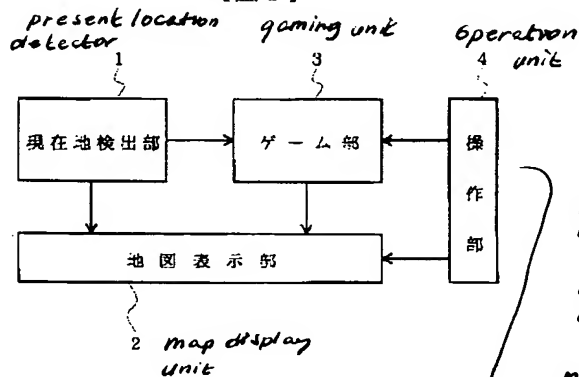 present location
detector
gaming unit
operation
unit
1
3
4
現在地検出部
ゲーム部
操作部
地図表示部
2
map display
unit